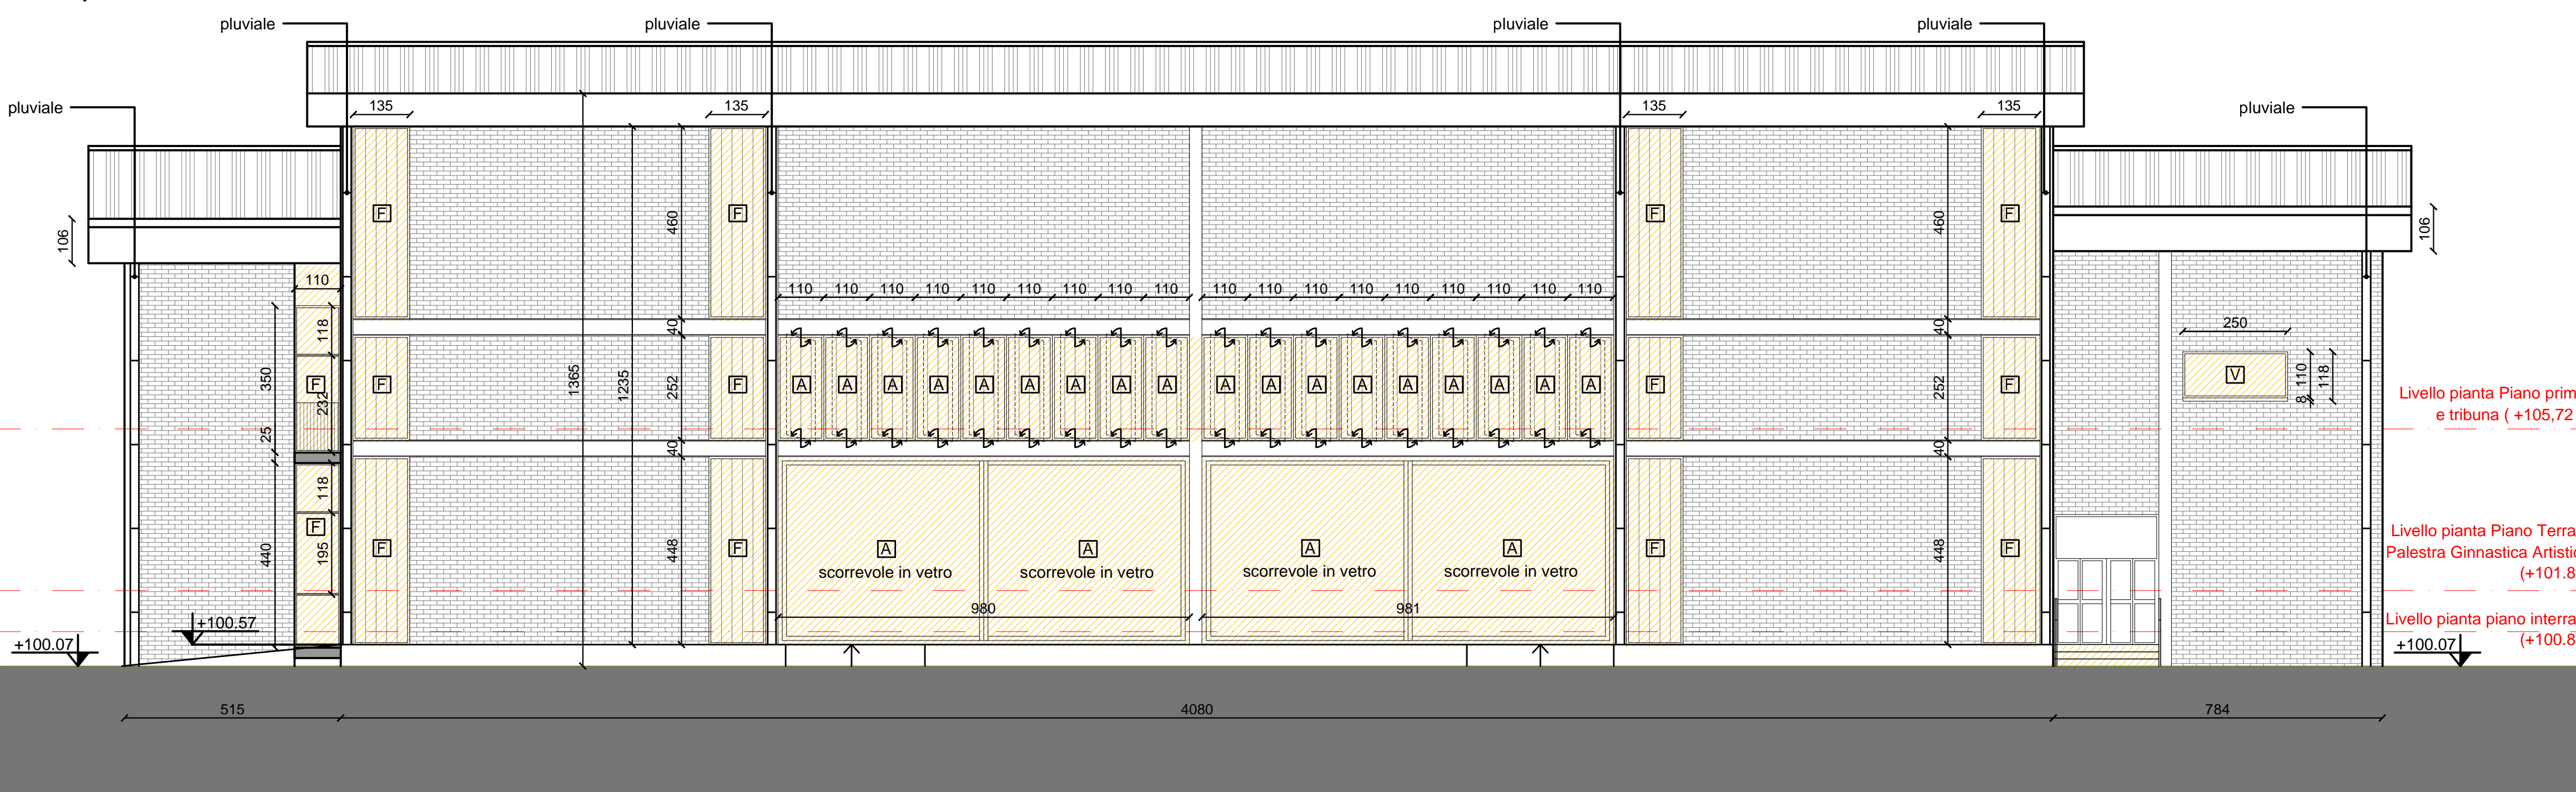 pluviale
pluviale
pluviale
pluviale
pluviale
pluviale
135
135
135
135
106
106
F
F
F
F
460
460
110
110 110 110 110 110 110 110 110 110
110 110 110 110 110 110 110 110 110
118
40
40
250
350
F
232
25
1365
1235
252
252
F
F
F
F
A A A A A A A A A
A A A A A A A A A
V
110
8
118
Livello pianta Piano prim
e tribuna ( +105,72
40
40
118
F
195
440
F
F
F
F
448
448
A
A
A
A
scorrevole in vetro
scorrevole in vetro
scorrevole in vetro
scorrevole in vetro
Livello pianta Piano Terra
Palestra Ginnastica Artistic
(+101.8
980
981
+100.57
+100.07
Livello pianta piano interra
(+100.8
+100.07
515
4080
784